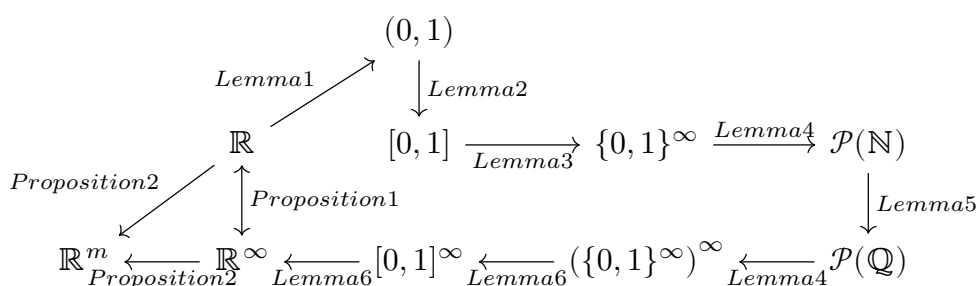 (0, 1)
Lemma1
Lemma2
ℝ [0, 1] {0, 1}^∞ 𝒫(ℕ)
Lemma3 Lemma4
Proposition2 Proposition1 Lemma5
ℝ^m ℝ^∞ [0, 1]^∞ ({0, 1}^∞)^∞ 𝒫(ℚ)
Proposition2 Lemma6 Lemma6 Lemma4